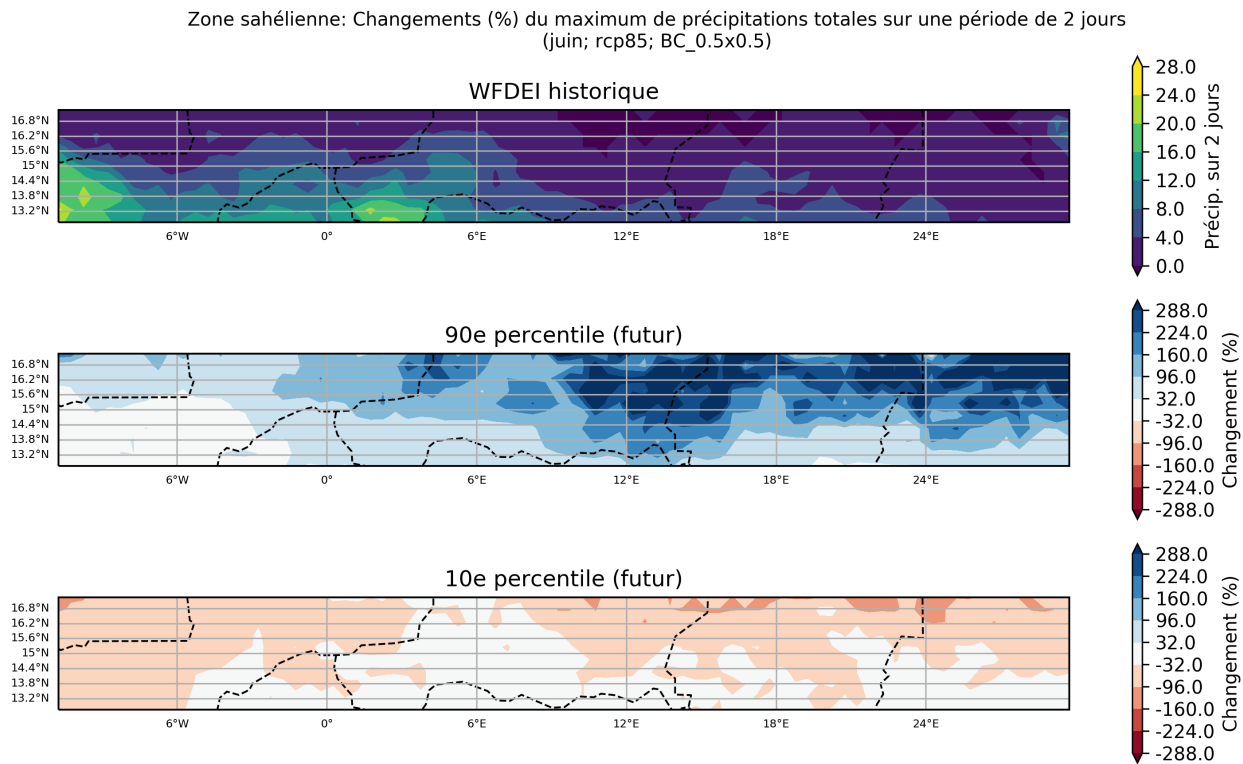 Zone sahélienne: Changements (%) du maximum de précipitations totales sur une période de 2 jours
(juin; rcp85; BC_0.5x0.5)
WFDEI historique
16.8°N
16.2°N
15.6°N
15°N
14.4°N
13.8°N
13.2°N
6°W
0°
6°E
12°E
18°E
24°E
28.0
24.0
20.0
16.0
12.0
8.0
4.0
0.0
Précip. sur 2 jours
90e percentile (futur)
16.8°N
16.2°N
15.6°N
15°N
14.4°N
13.8°N
13.2°N
6°W
0°
6°E
12°E
18°E
24°E
288.0
224.0
160.0
96.0
32.0
-32.0
-96.0
-160.0
-224.0
-288.0
Changement (%)
10e percentile (futur)
16.8°N
16.2°N
15.6°N
15°N
14.4°N
13.8°N
13.2°N
6°W
0°
6°E
12°E
18°E
24°E
288.0
224.0
160.0
96.0
32.0
-32.0
-96.0
-160.0
-224.0
-288.0
Changement (%)